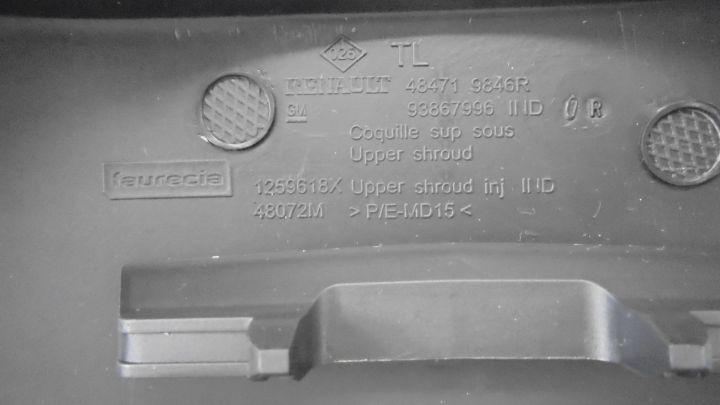 126 TL
RENAULT 48471 9846R
GM 93867996 IND R
Coquille sup sous
Upper shroud
faurecia
1259618X Upper shroud inj IND
48072M >P/E-MD15<